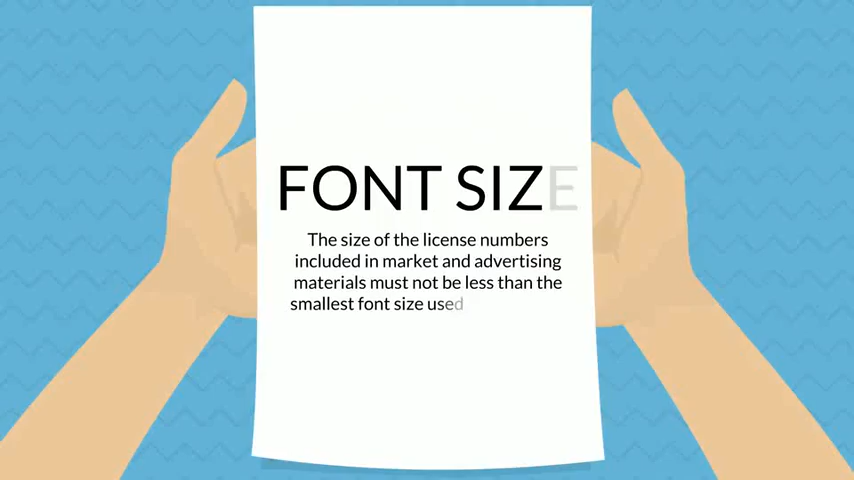 FONT SIZE
The size of the license numbers
included in market and advertising
materials must not be less than the
smallest font size used